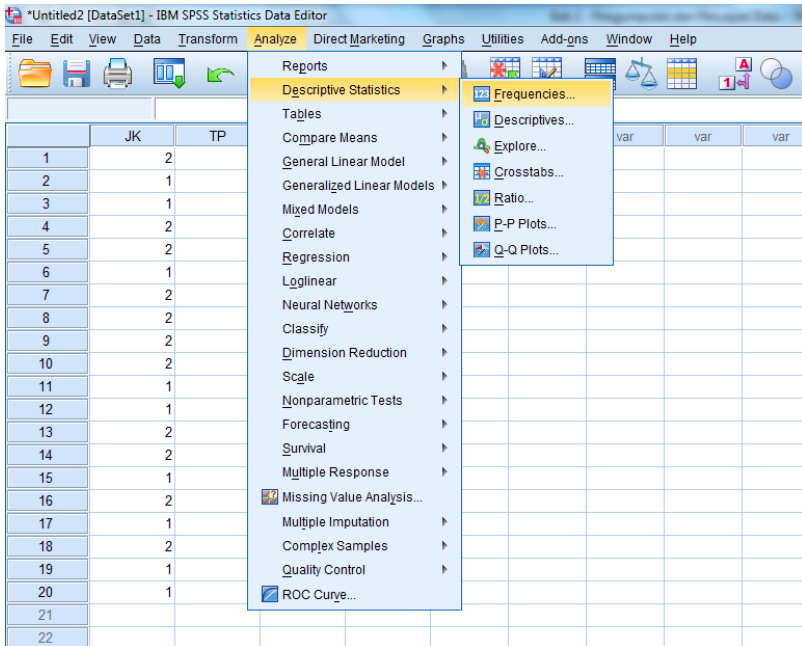 *Untitled2 [DataSet1] - IBM SPSS Statistics Data Editor
File Edit View Data Transform Analyze Direct Marketing Graphs Utilities Add-ons Window Help
Reports
Descriptive Statistics
Tables
Compare Means
General Linear Model
Generalized Linear Models
Mixed Models
Correlate
Regression
Loglinear
Neural Networks
Classify
Dimension Reduction
Scale
Nonparametric Tests
Forecasting
Survival
Multiple Response
Missing Value Analysis...
Multiple Imputation
Complex Samples
Quality Control
ROC Curve...
123 Frequencies...
Descriptives...
Explore...
Crosstabs...
1/2 Ratio...
P-P Plots...
Q-Q Plots...
A
14
JK TP var var var
1 2
2 1
3 1
4 2
5 2
6 1
7 2
8 2
9 2
10 2
11 1
12 1
13 2
14 2
15 1
16 2
17 1
18 2
19 1
20 1
21
22